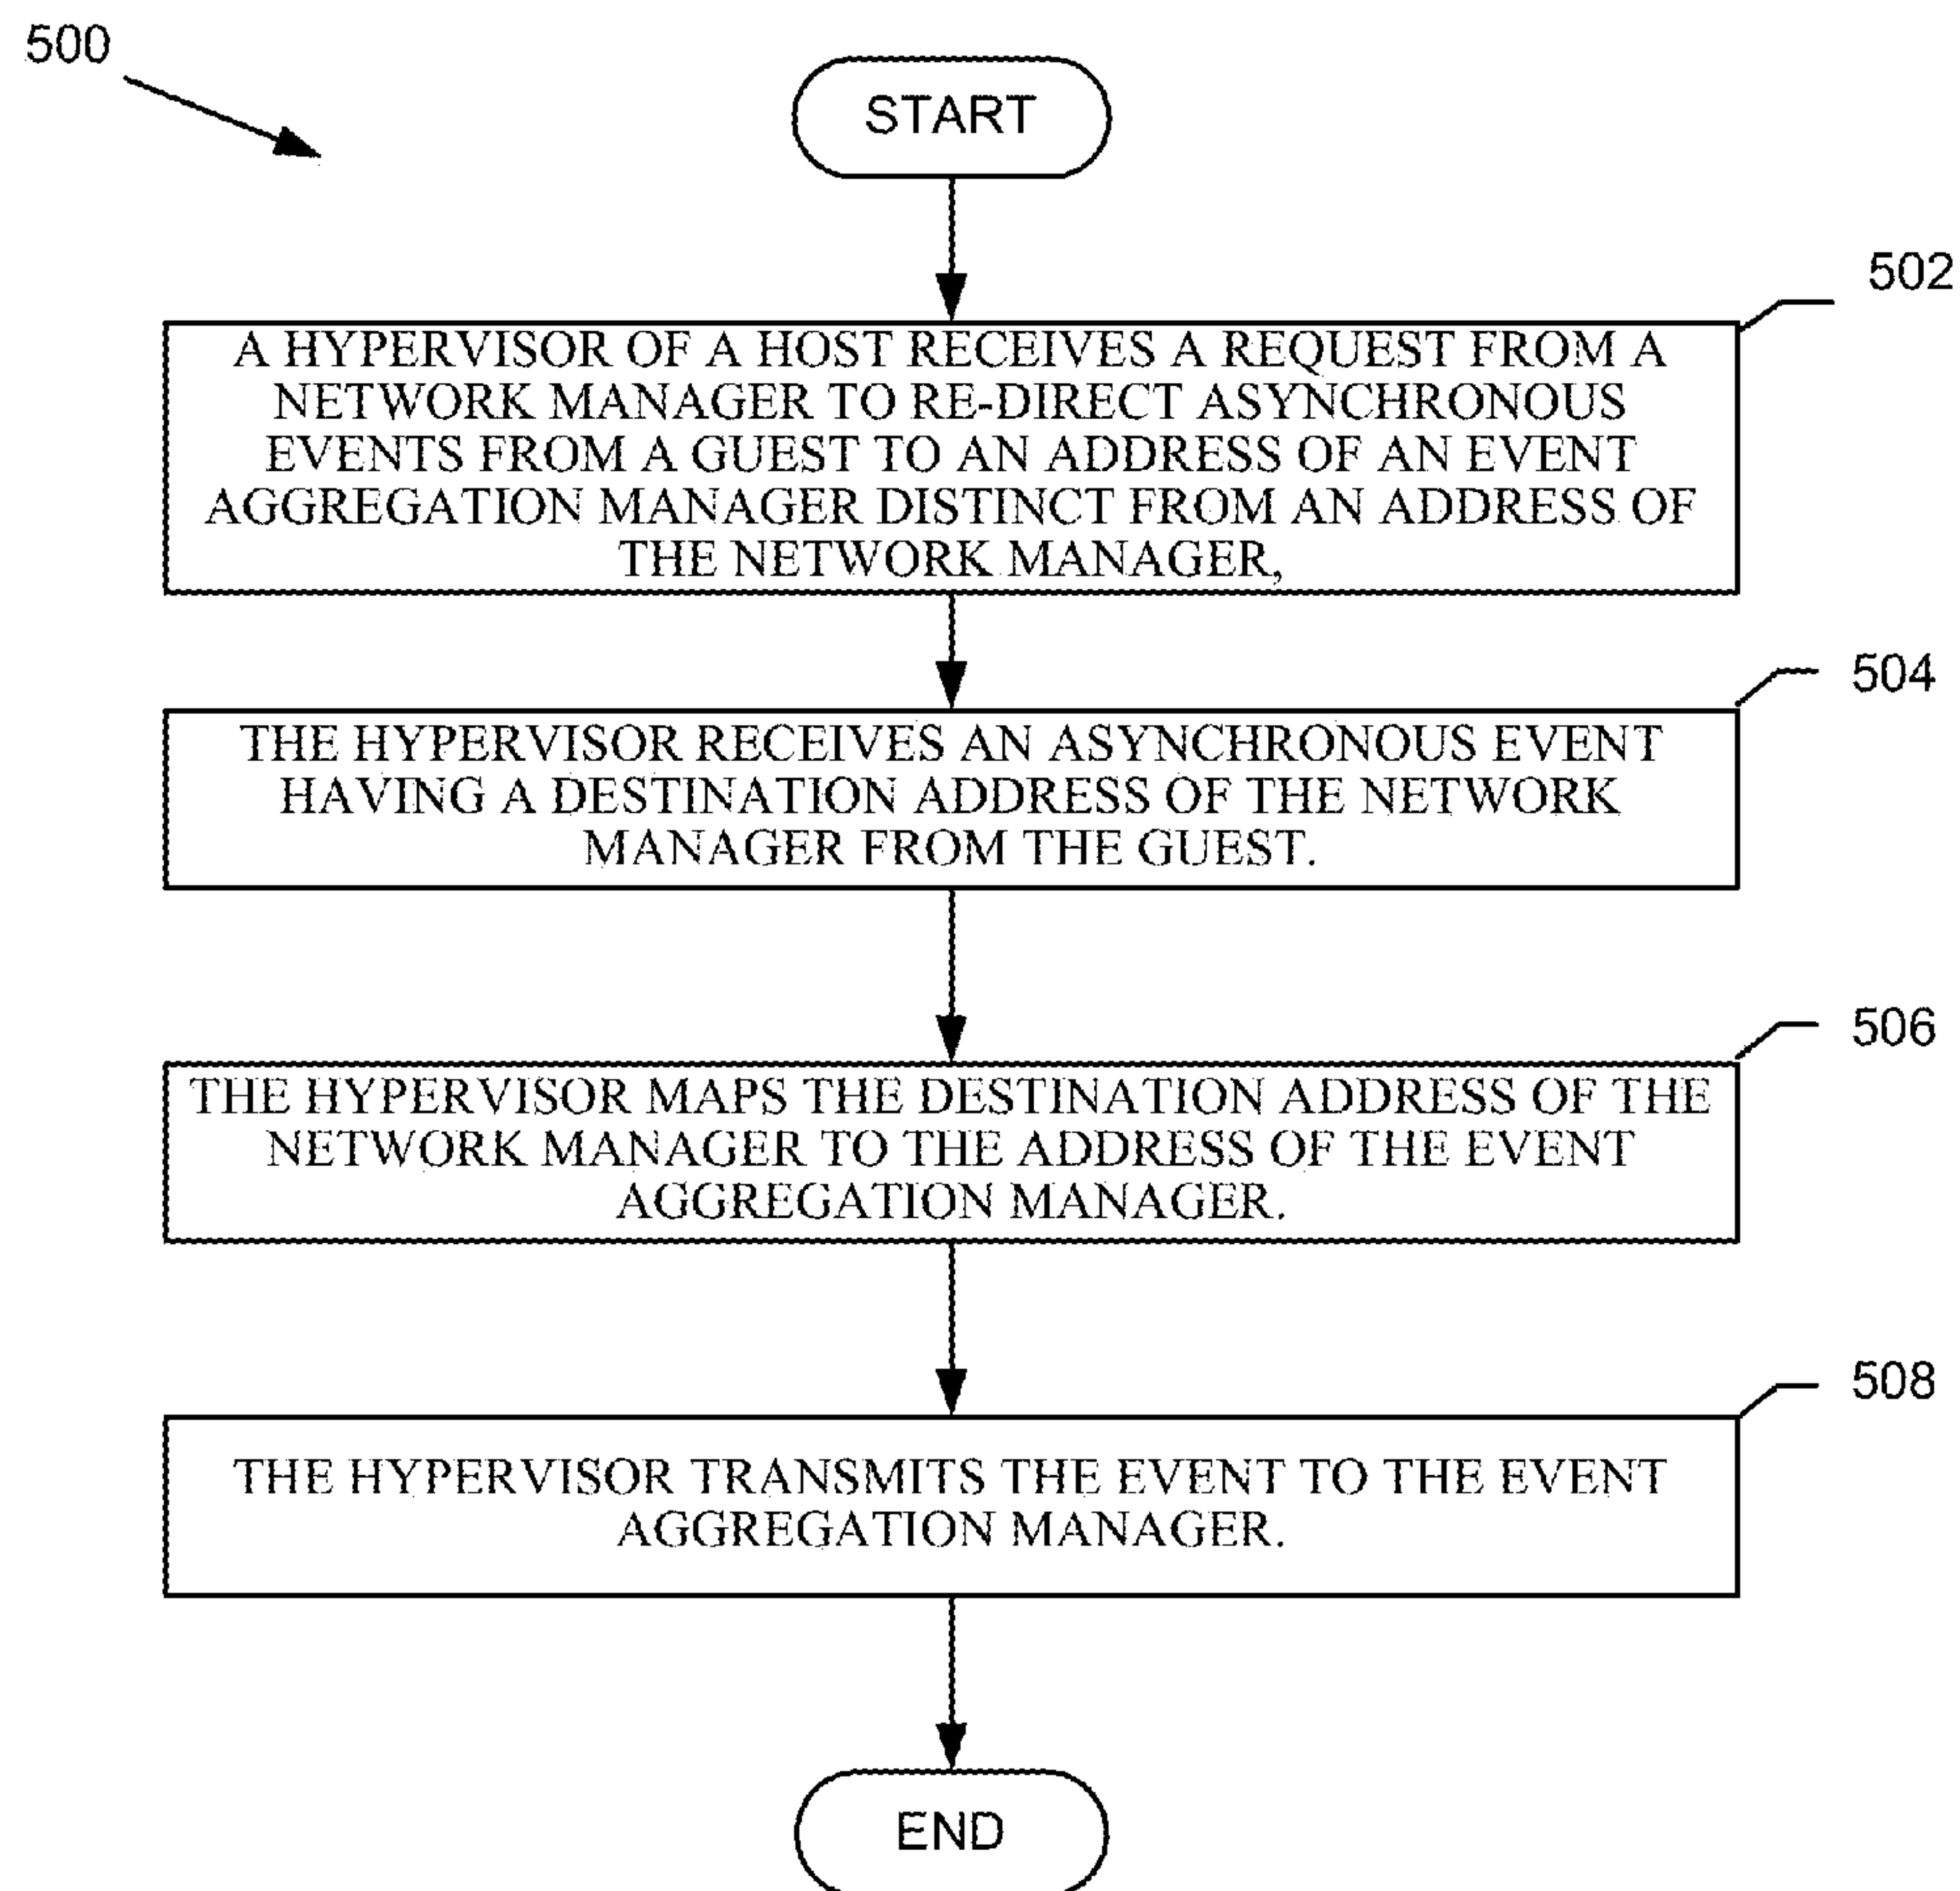 500
START
502
A HYPERVISOR OF A HOST RECEIVES A REQUEST FROM A
NETWORK MANAGER TO RE-DIRECT ASYNCHRONOUS
EVENTS FROM A GUEST TO AN ADDRESS OF AN EVENT
AGGREGATION MANAGER DISTINCT FROM AN ADDRESS OF
THE NETWORK MANAGER,
504
THE HYPERVISOR RECEIVES AN ASYNCHRONOUS EVENT
HAVING A DESTINATION ADDRESS OF THE NETWORK
MANAGER FROM THE GUEST.
506
THE HYPERVISOR MAPS THE DESTINATION ADDRESS OF THE
NETWORK MANAGER TO THE ADDRESS OF THE EVENT
AGGREGATION MANAGER.
508
THE HYPERVISOR TRANSMITS THE EVENT TO THE EVENT
AGGREGATION MANAGER.
END